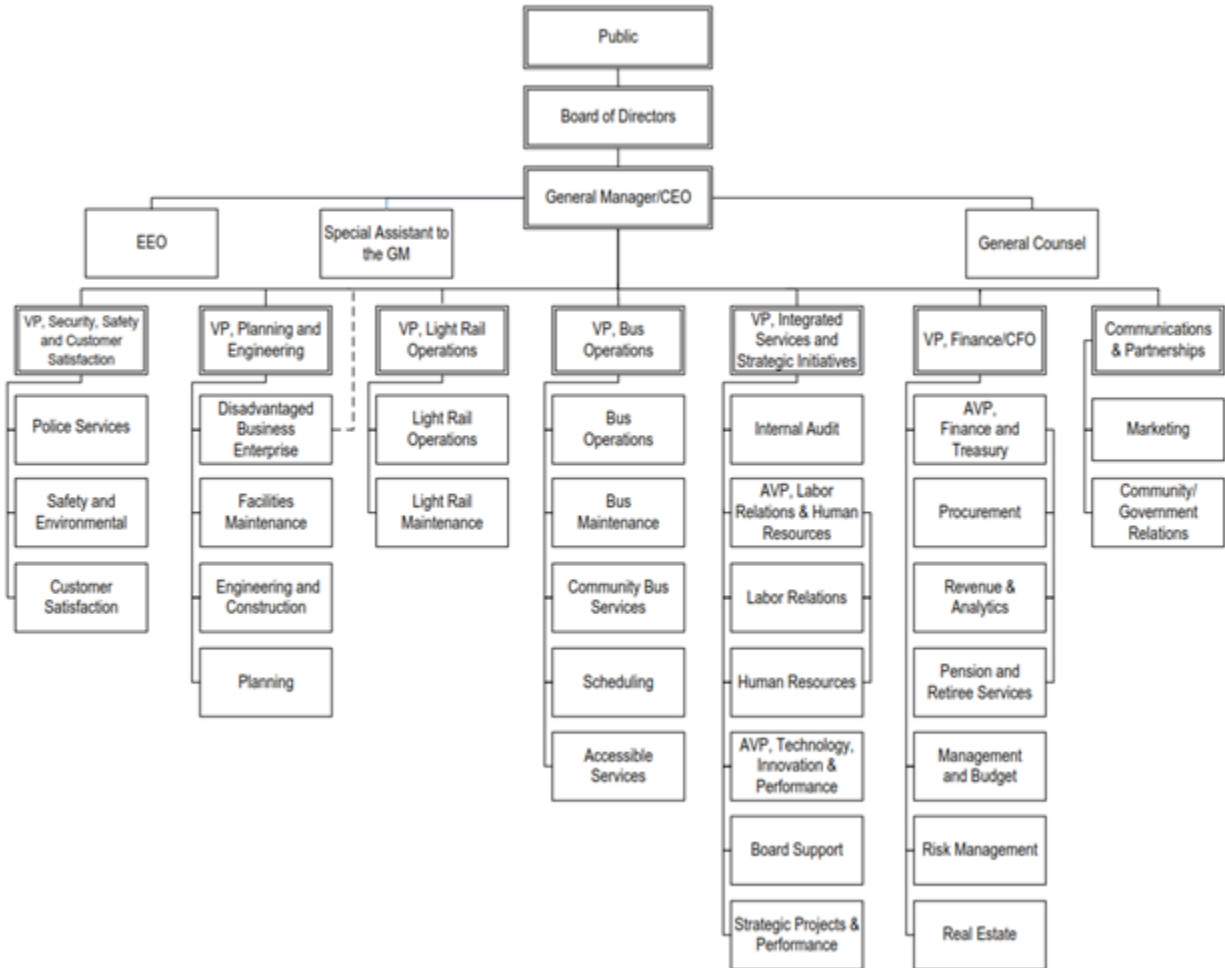 Public
Board of Directors
General Manager/CEO
EEO
Special Assistant to
the GM
General Counsel
VP, Security, Safety
and Customer
Satisfaction
VP, Planning and
Engineering
VP, Light Rail
Operations
VP, Bus
Operations
VP, Integrated
Services and
Strategic Initiatives
VP, Finance/CFO
Communications
& Partnerships
Police Services
Safety and
Environmental
Customer
Satisfaction
Disadvantaged
Business
Enterprise
Facilities
Maintenance
Engineering and
Construction
Planning
Light Rail
Operations
Light Rail
Maintenance
Bus
Operations
Bus
Maintenance
Community Bus
Services
Scheduling
Accessible
Services
Internal Audit
AVP, Labor
Relations & Human
Resources
Labor Relations
Human Resources
AVP, Technology,
Innovation &
Performance
Board Support
Strategic Projects &
Performance
AVP,
Finance and
Treasury
Procurement
Revenue &
Analytics
Pension and
Retiree Services
Management
and Budget
Risk Management
Real Estate
Marketing
Community/
Government
Relations